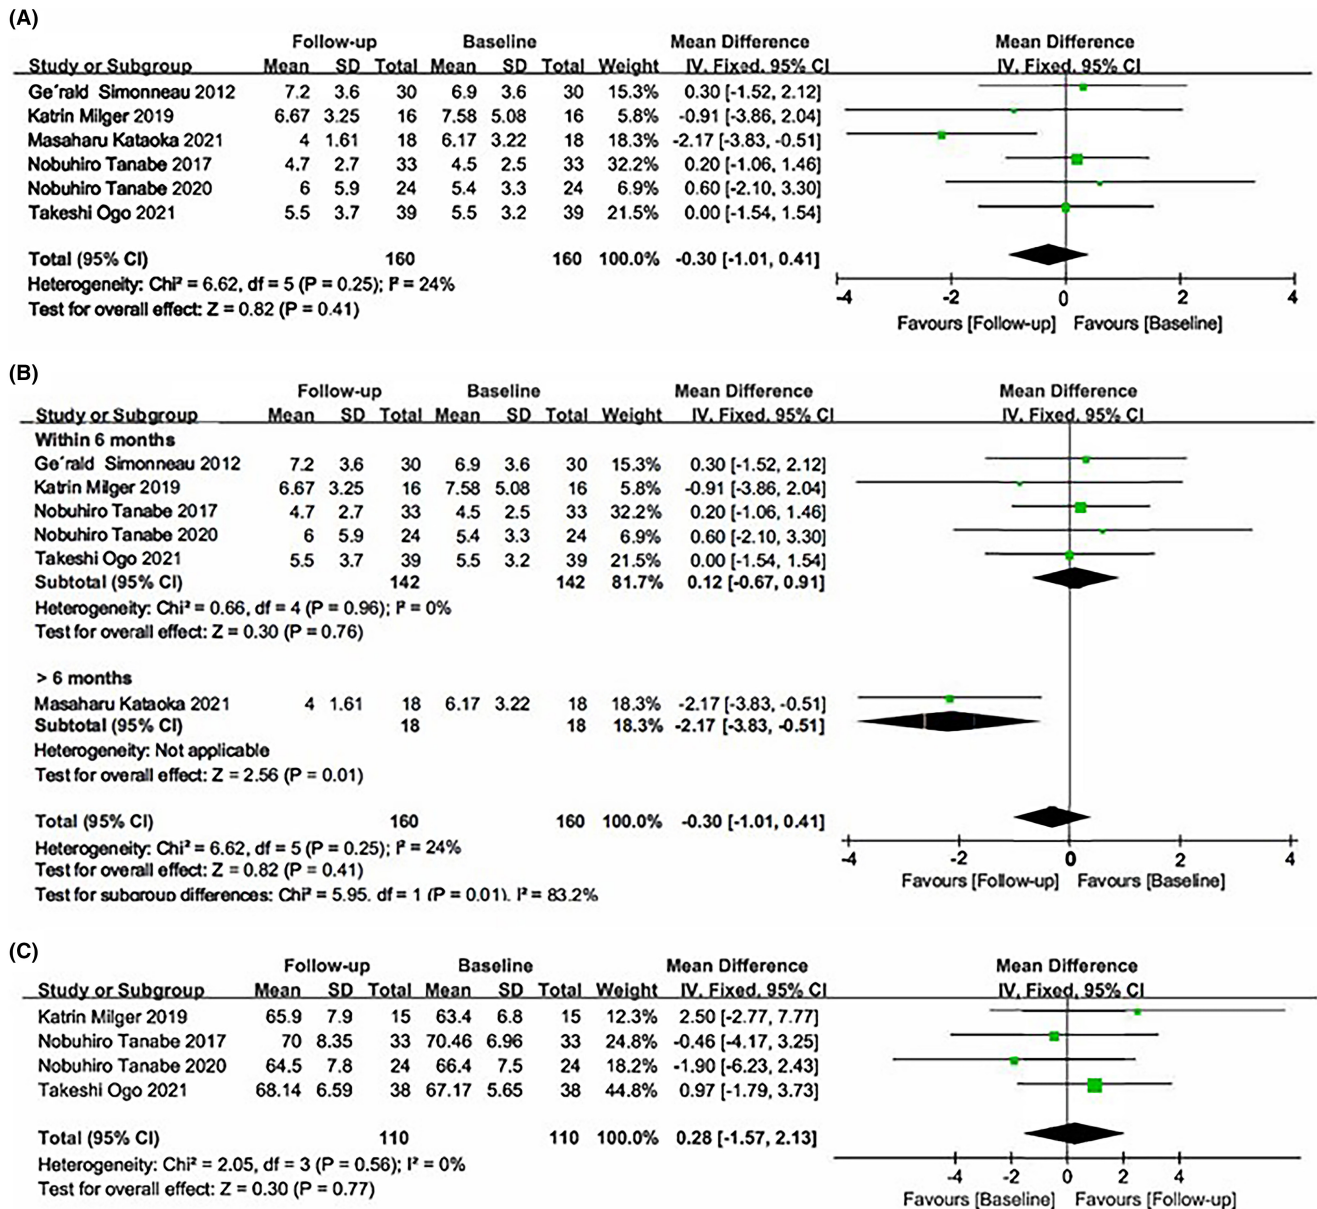 (A)
Follow-up Baseline Mean Difference Mean Difference
Study or Subgroup Mean SD Total Mean SD Total Weight IV, Fixed, 95% CI IV, Fixed, 95% CI
Ge´rald Simonneau 2012 7.2 3.6 30 6.9 3.6 30 15.3% 0.30 [-1.52, 2.12]
Katrin Milger 2019 6.67 3.25 16 7.58 5.08 16 5.8% -0.91 [-3.86, 2.04]
Masaharu Kataoka 2021 4 1.61 18 6.17 3.22 18 18.3% -2.17 [-3.83, -0.51]
Nobuhiro Tanabe 2017 4.7 2.7 33 4.5 2.5 33 32.2% 0.20 [-1.06, 1.46]
Nobuhiro Tanabe 2020 6 5.9 24 5.4 3.3 24 6.9% 0.60 [-2.10, 3.30]
Takeshi Ogo 2021 5.5 3.7 39 5.5 3.2 39 21.5% 0.00 [-1.54, 1.54]
Total (95% CI) 160 160 100.0% -0.30 [-1.01, 0.41]
Heterogeneity: Chi² = 6.62, df = 5 (P = 0.25); I² = 24%
Test for overall effect: Z = 0.82 (P = 0.41)
-4 -2 0 2 4
Favours [Follow-up] Favours [Baseline]
(B)
Follow-up Baseline Mean Difference Mean Difference
Study or Subgroup Mean SD Total Mean SD Total Weight IV, Fixed, 95% CI IV, Fixed, 95% CI
Within 6 months
Ge´rald Simonneau 2012 7.2 3.6 30 6.9 3.6 30 15.3% 0.30 [-1.52, 2.12]
Katrin Milger 2019 6.67 3.25 16 7.58 5.08 16 5.8% -0.91 [-3.86, 2.04]
Nobuhiro Tanabe 2017 4.7 2.7 33 4.5 2.5 33 32.2% 0.20 [-1.06, 1.46]
Nobuhiro Tanabe 2020 6 5.9 24 5.4 3.3 24 6.9% 0.60 [-2.10, 3.30]
Takeshi Ogo 2021 5.5 3.7 39 5.5 3.2 39 21.5% 0.00 [-1.54, 1.54]
Subtotal (95% CI) 142 142 81.7% 0.12 [-0.67, 0.91]
Heterogeneity: Chi² = 0.66, df = 4 (P = 0.96); I² = 0%
Test for overall effect: Z = 0.30 (P = 0.76)
> 6 months
Masaharu Kataoka 2021 4 1.61 18 6.17 3.22 18 18.3% -2.17 [-3.83, -0.51]
Subtotal (95% CI) 18 18 18.3% -2.17 [-3.83, -0.51]
Heterogeneity: Not applicable
Test for overall effect: Z = 2.56 (P = 0.01)
Total (95% CI) 160 160 100.0% -0.30 [-1.01, 0.41]
Heterogeneity: Chi² = 6.62, df = 5 (P = 0.25); I² = 24%
Test for overall effect: Z = 0.82 (P = 0.41)
Test for subgroup differences: Chi² = 5.95, df = 1 (P = 0.01), I² = 83.2%
-4 -2 0 2 4
Favours [Follow-up] Favours [Baseline]
(C)
Follow-up Baseline Mean Difference Mean Difference
Study or Subgroup Mean SD Total Mean SD Total Weight IV, Fixed, 95% CI IV, Fixed, 95% CI
Katrin Milger 2019 65.9 7.9 15 63.4 6.8 15 12.3% 2.50 [-2.77, 7.77]
Nobuhiro Tanabe 2017 70 8.35 33 70.46 6.96 33 24.8% -0.46 [-4.17, 3.25]
Nobuhiro Tanabe 2020 64.5 7.8 24 66.4 7.5 24 18.2% -1.90 [-6.23, 2.43]
Takeshi Ogo 2021 68.14 6.59 38 67.17 5.65 38 44.8% 0.97 [-1.79, 3.73]
Total (95% CI) 110 110 100.0% 0.28 [-1.57, 2.13]
Heterogeneity: Chi² = 2.05, df = 3 (P = 0.56); I² = 0%
Test for overall effect: Z = 0.30 (P = 0.77)
-4 -2 0 2 4
Favours [Baseline] Favours [Follow-up]